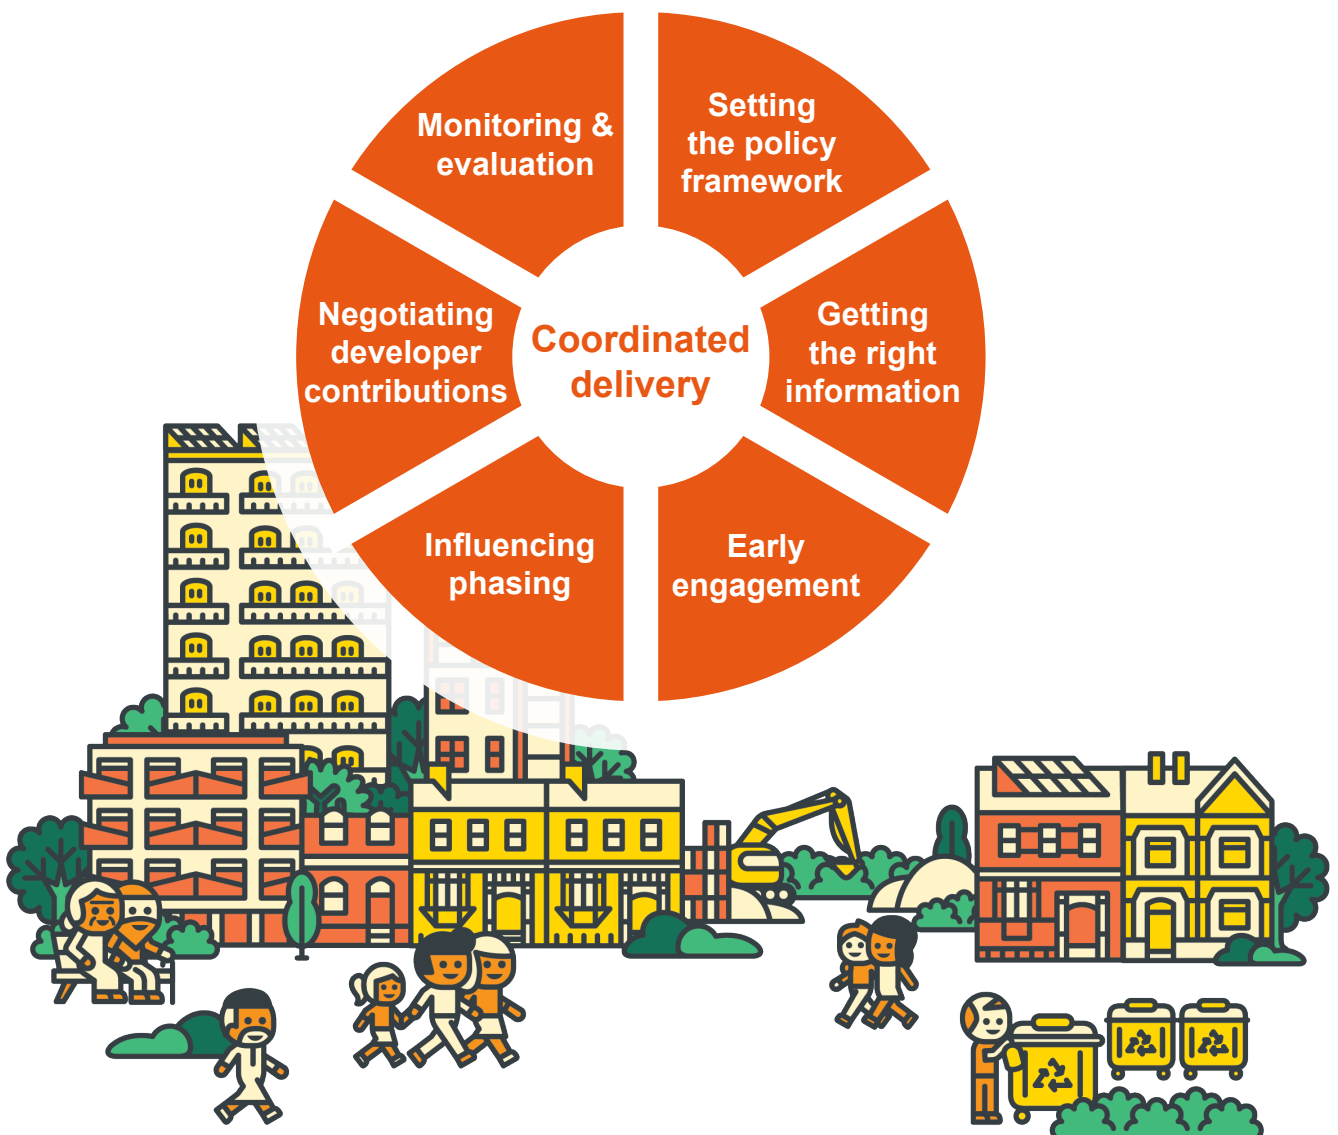 Setting
the policy
framework
Getting
the right
information
Early
engagement
Influencing
phasing
Negotiating
developer
contributions
Monitoring &
evaluation
Coordinated
delivery